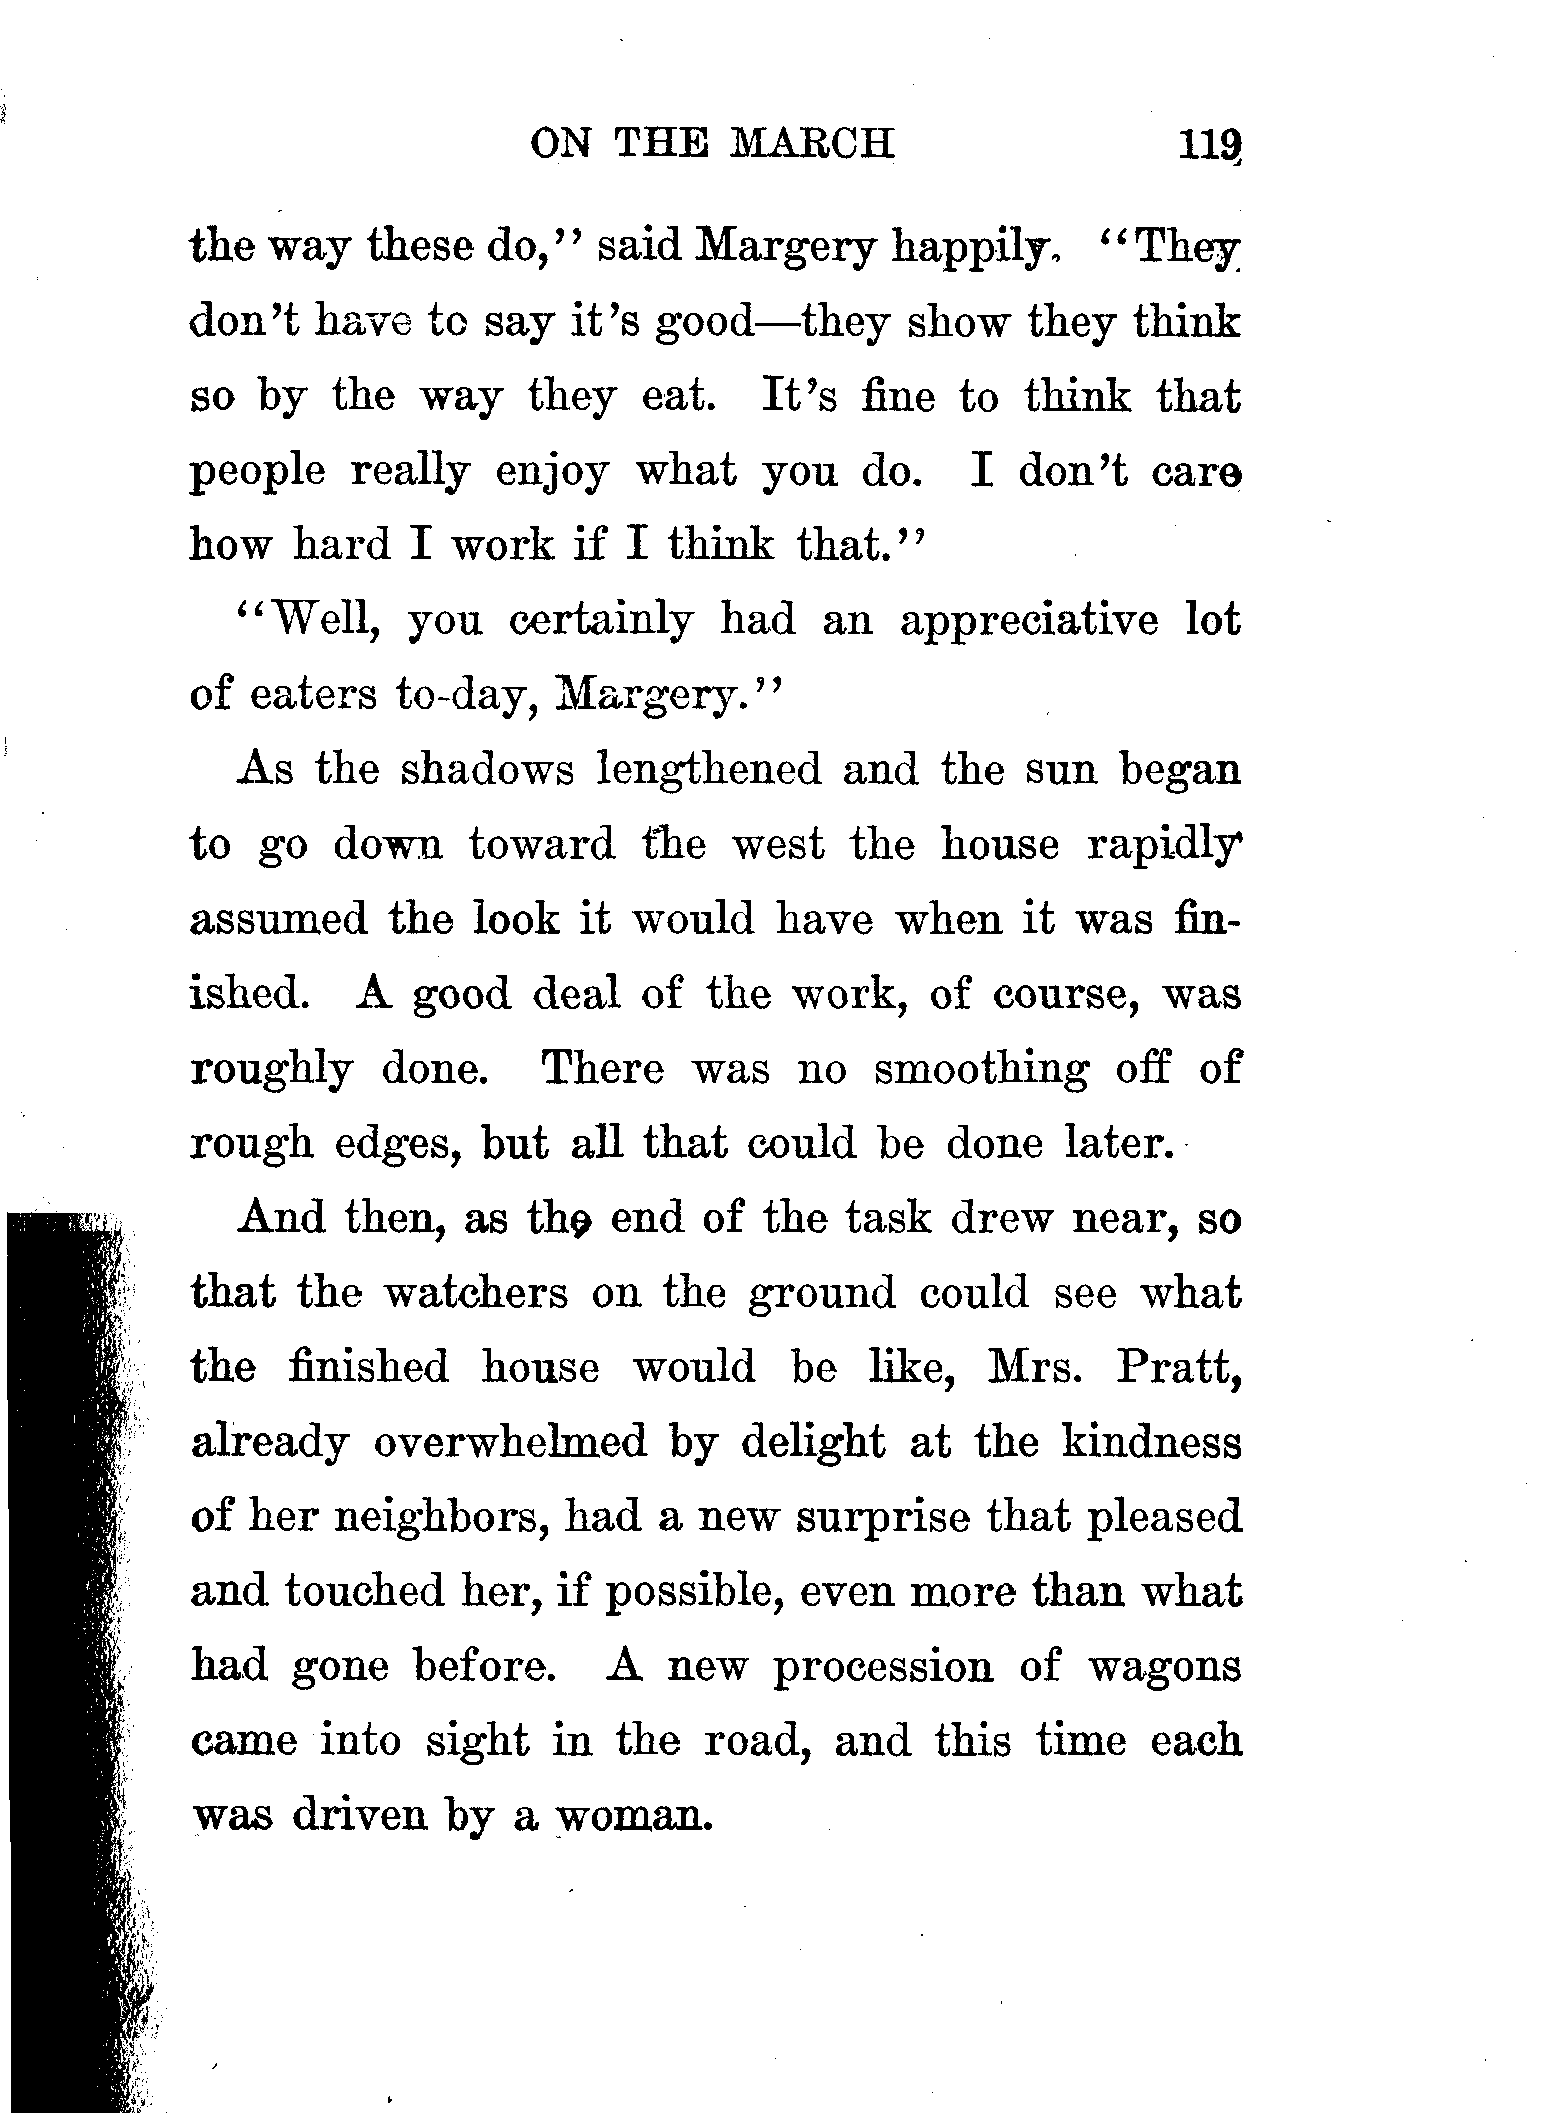 ON THE MARCH 119
the way these do,'' said Margery happily. ''They
don't have to say it's good—they show they think
so by the way they eat. It's fine to think that
people really enjoy what you do. I don't care
how hard I work if I think that.''
''Well, you certainly had an appreciative lot
of eaters to-day, Margery.''
As the shadows lengthened and the sun began
to go down toward the west the house rapidly
assumed the look it would have when it was fin-
ished. A good deal of the work, of course, was
roughly done. There was no smoothing off of
rough edges, but all that could be done later.
And then, as the end of the task drew near, so
that the watchers on the ground could see what
the finished house would be like, Mrs. Pratt,
already overwhelmed by delight at the kindness
of her neighbors, had a new surprise that pleased
and touched her, if possible, even more than what
had gone before. A new procession of wagons
came into sight in the road, and this time each
was driven by a woman.